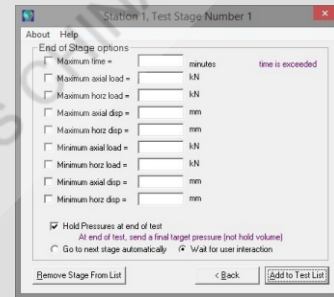 Station 1, Test Stage Number 1
About Help
End of Stage options
Maximum time = minutes time is exceeded
Maximum axial load = kN
Maximum horz load = kN
Maximum axial disp = mm
Maximum horz disp = mm
Minimum axial load = kN
Minimum horz load = kN
Minimum axial disp = mm
Minimum horz disp = mm
Hold Pressures at end of test
At end of test, send a final target pressure (not hold volume)
Go to next stage automatically Wait for user interaction
Remove Stage From List < Back Add to Test List
S CHINA